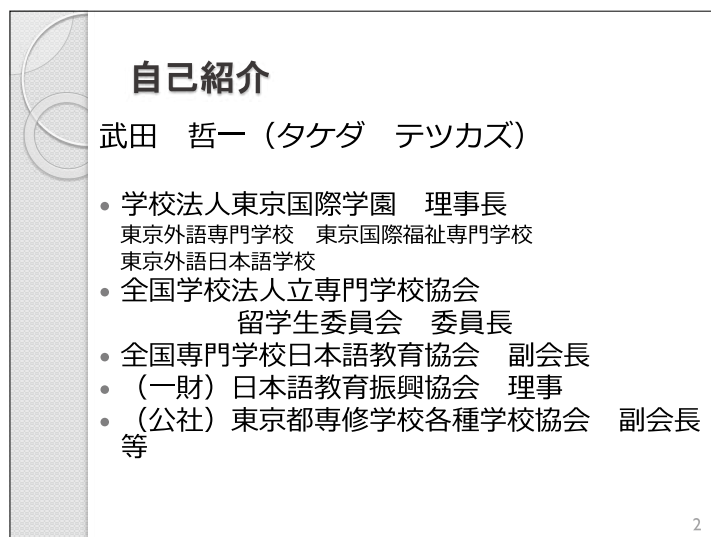 自己紹介
武田　哲一（タケダ　テツカズ）
• 学校法人東京国際学園　理事長
東京外語専門学校　東京国際福祉専門学校
東京外語日本語学校
• 全国学校法人立専門学校協会
留学生委員会　委員長
• 全国専門学校日本語教育協会　副会長
• （一財）日本語教育振興協会　理事
• （公社）東京都専修学校各種学校協会　副会長
等
2